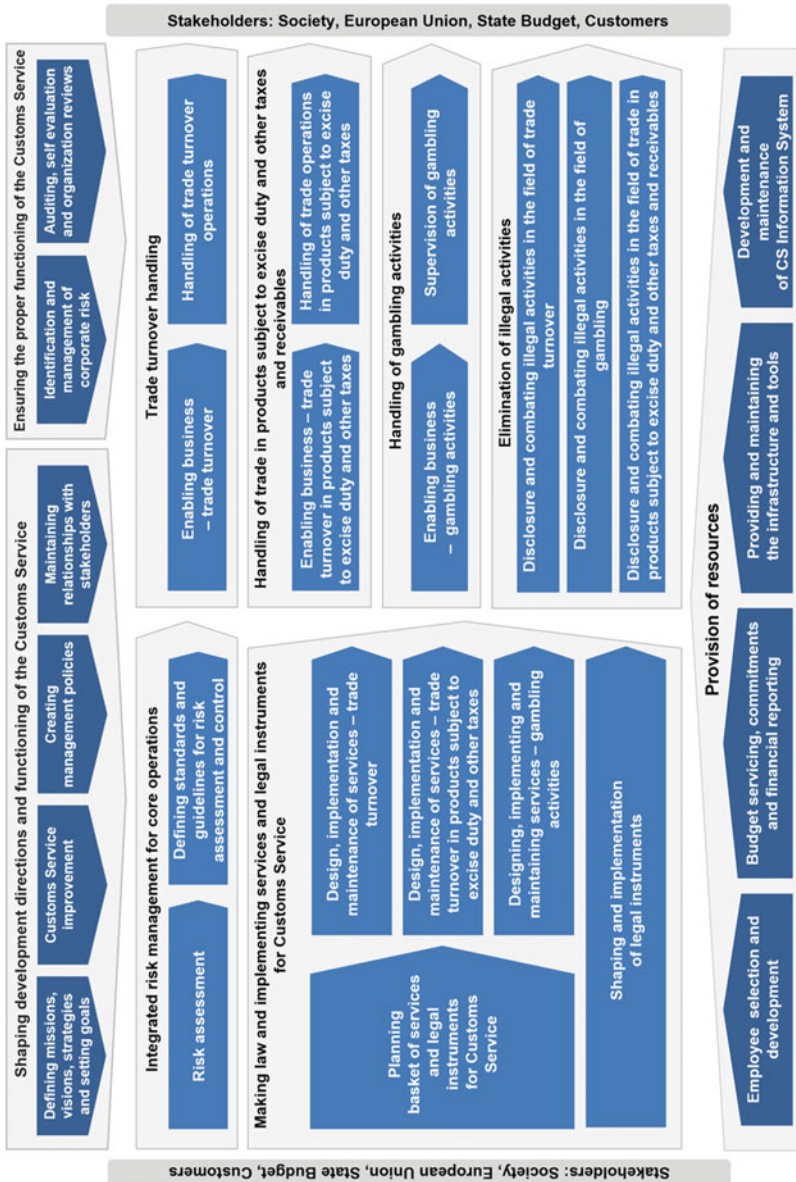 Stakeholders: Society, European Union, State Budget, Customers
Shaping development directions and functioning of the Customs Service
Defining missions,
visions, strategies
and setting goals
Customs Service
improvement
Creating
management policies
Maintaining
relationships with
stakeholders
Ensuring the proper functioning of the Customs Service
Identification and
management of
corporate risk
Auditing, self evaluation
and organization reviews
Integrated risk management for core operations
Risk assessment
Defining standards and
guidelines for risk
assessment and control
Making law and implementing services and legal instruments
for Customs Service
Planning
basket of services
and legal
instruments
for Customs
Service
Design, implementation and
maintenance of services – trade
turnover
Design, implementation and
maintenance of services – trade
turnover in products subject to
excise duty and other taxes
Designing, implementing and
maintaining services – gambling
activities
Shaping and implementation
of legal instruments
Trade turnover handling
Enabling business
– trade turnover
Handling of trade turnover
operations
Handling of trade in products subject to excise duty and other taxes
and receivables
Enabling business – trade
turnover in products subject
to excise duty and other taxes
Handling of trade operations
in products subject to excise
duty and other taxes
Handling of gambling activities
Enabling business
– gambling activities
Supervision of gambling
activities
Elimination of illegal activities
Disclosure and combating illegal activities in the field of trade
turnover
Disclosure and combating illegal activities in the field of
gambling
Disclosure and combating illegal activities in the field of trade in
products subject to excise duty and other taxes and receivables
Provision of resources
Employee selection and
development
Budget servicing, commitments
and financial reporting
Providing and maintaining
the infrastructure and tools
Development and
maintenance
of CS Information System
Stakeholders: Society, European Union, State Budget, Customers